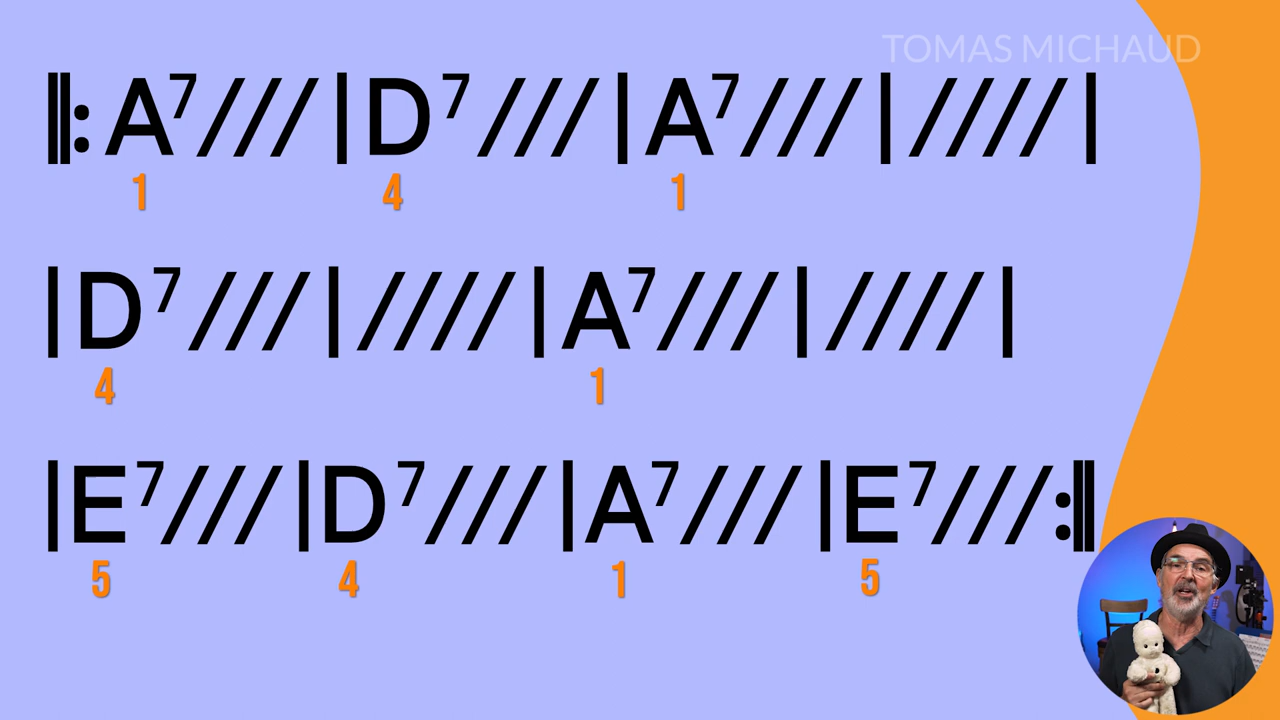 TOMAS MICHAUD
‖: A7 / / / | D7 / / / | A7 / / / | / / / / |
1 4 1
| D7 / / / | / / / / | A7 / / / | / / / / |
4 1
| E7 / / / | D7 / / / | A7 / / / | E7 / / / :‖
5 4 1 5